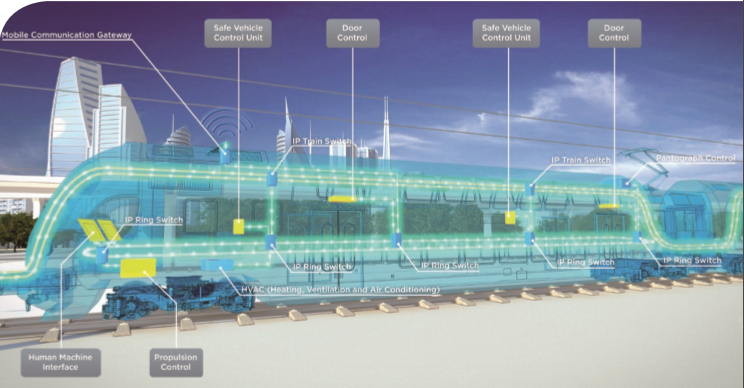 Mobile Communication Gateway
Safe Vehicle
Control Unit
Door
Control
Safe Vehicle
Control Unit
Door
Control
IP Train Switch
IP Train Switch
Pantograph Control
IP Ring Switch
IP Ring Switch
IP Ring Switch
IP Ring Switch
IP Ring Switch
HVAC (Heating, Ventilation and Air Conditioning)
Human Machine
Interface
Propulsion
Control